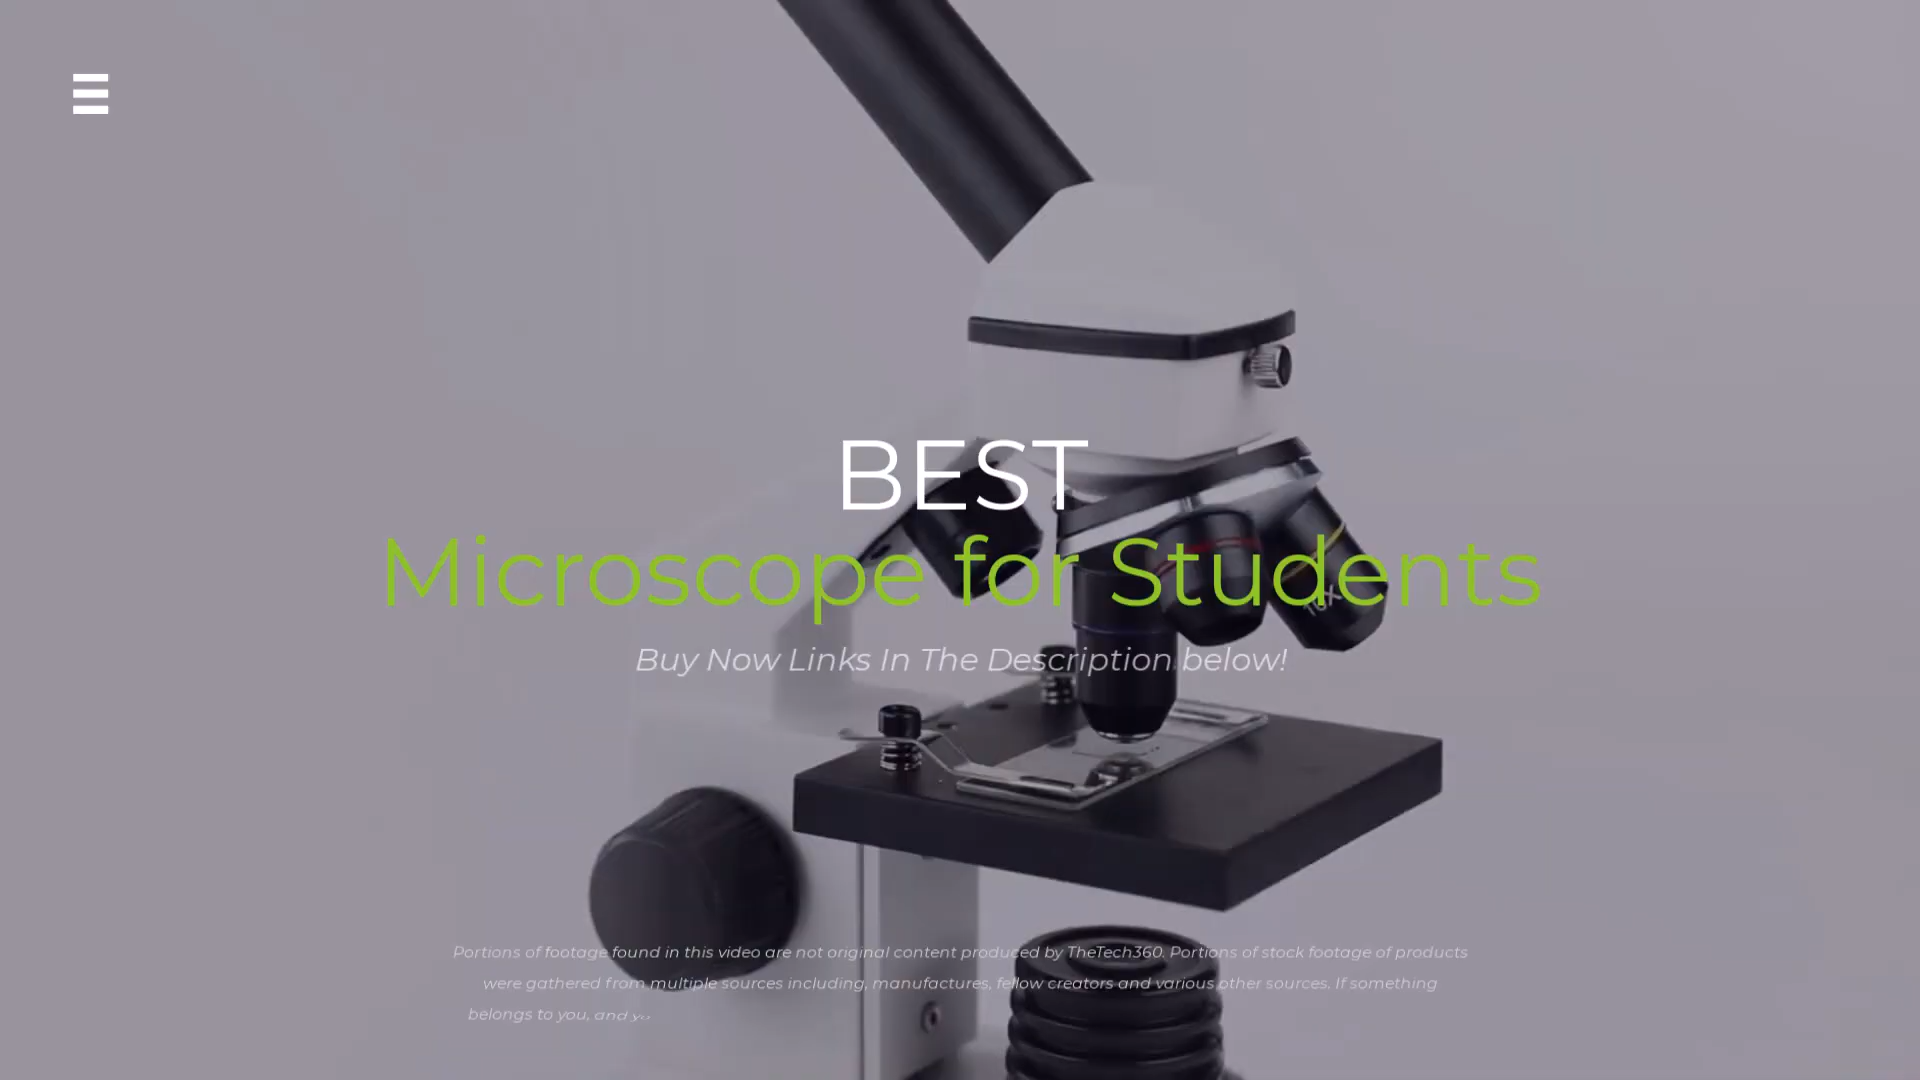 BEST
Microscope for Students
Buy Now Links In The Description below!
10X
Portions of footage found in this video are not original content produced by TheTech360. Portions of stock footage of products
were gathered from multiple sources including, manufactures, fellow creators and various other sources. If something
belongs to you, and